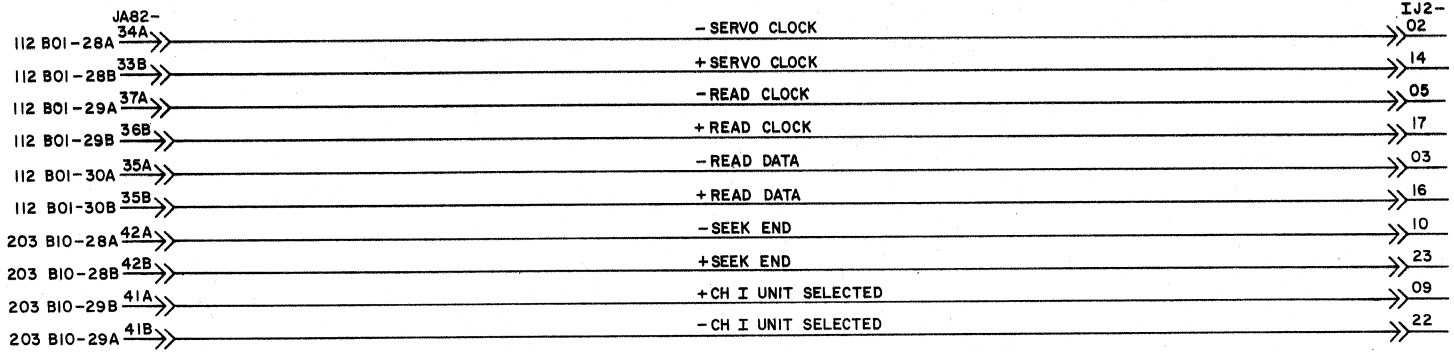 JA82- IJ2-
112 B01-28A 34A - SERVO CLOCK 02
112 B01-28B 33B + SERVO CLOCK 14
112 B01-29A 37A - READ CLOCK 05
112 B01-29B 36B + READ CLOCK 17
112 B01-30A 35A - READ DATA 03
112 B01-30B 35B + READ DATA 16
203 B10-28A 42A - SEEK END 10
203 B10-28B 42B + SEEK END 23
203 B10-29B 41A + CH I UNIT SELECTED 09
203 B10-29A 41B - CH I UNIT SELECTED 22